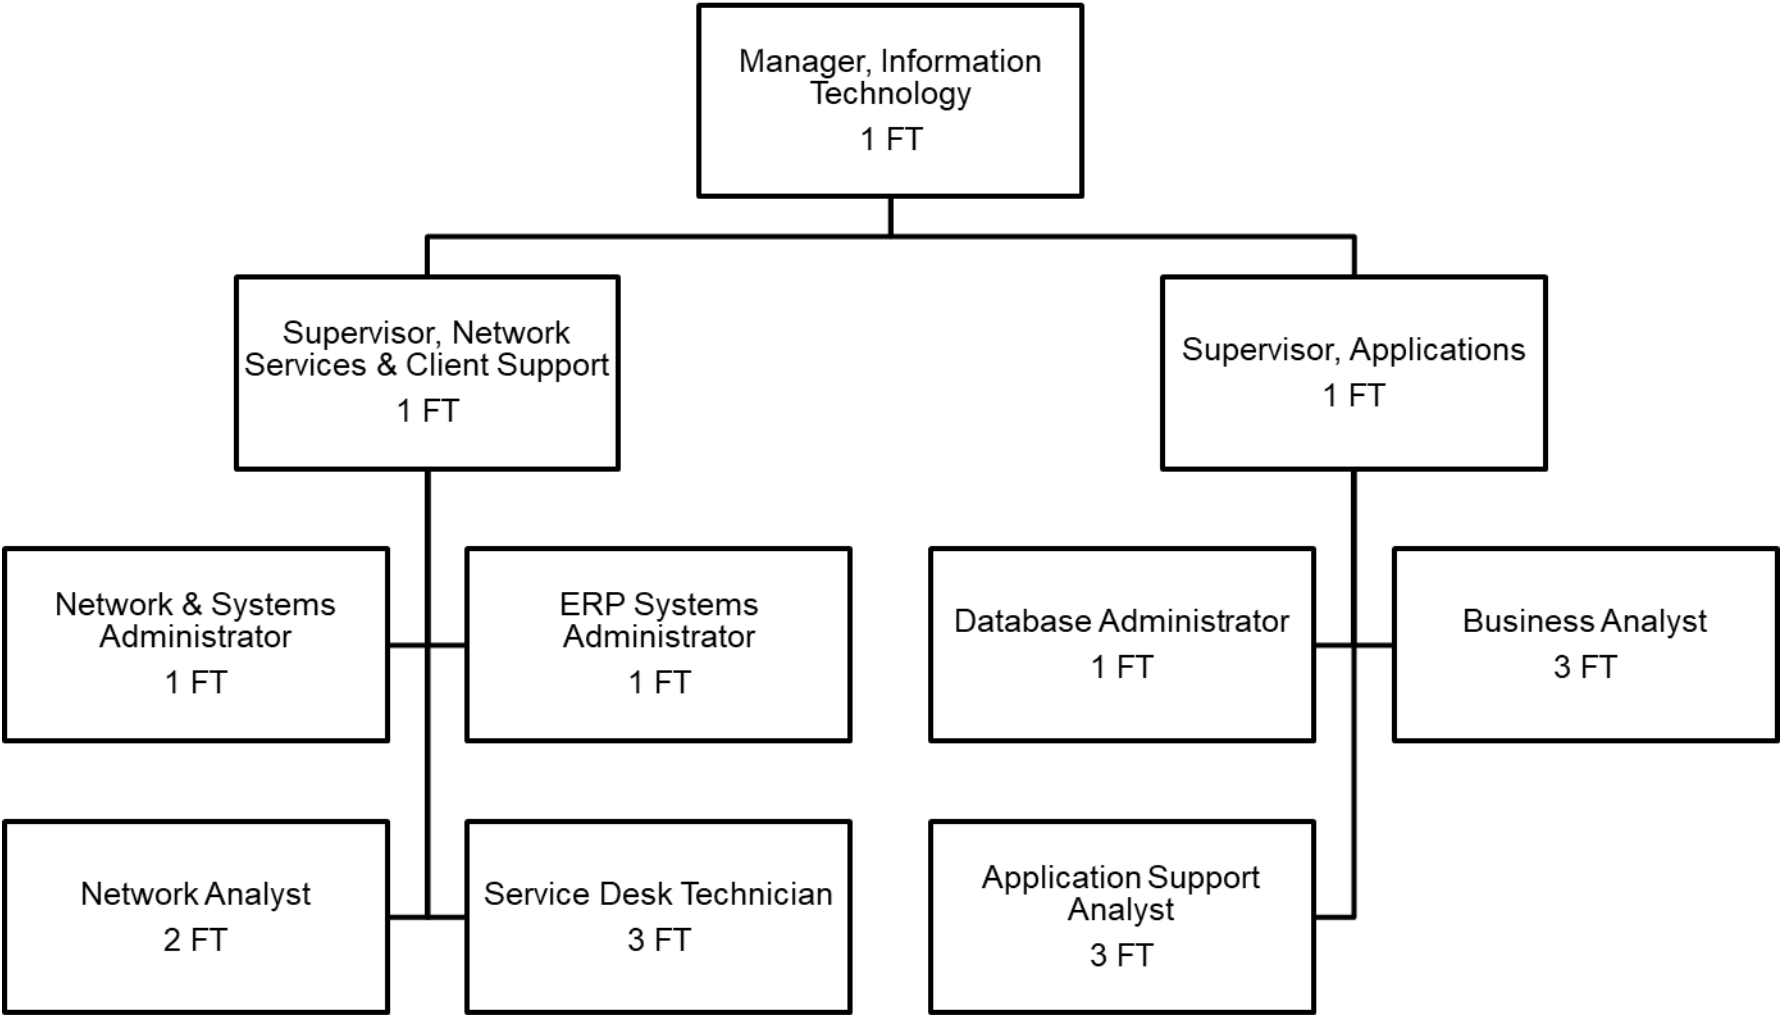 Manager, Information
Technology
1 FT
Supervisor, Network
Services & Client Support
1 FT
Supervisor, Applications
1 FT
Network & Systems
Administrator
1 FT
ERP Systems
Administrator
1 FT
Database Administrator
1 FT
Business Analyst
3 FT
Network Analyst
2 FT
Service Desk Technician
3 FT
Application Support
Analyst
3 FT